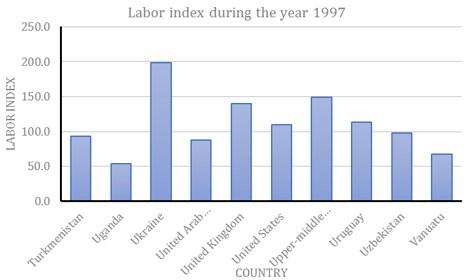 Labor index during the year 1997
250.0
200.0
150.0
100.0
50.0
0.0
LABOR INDEX
Turkmenistan
Uganda
Ukraine
United Arab…
United Kingdom
United States
Upper-middle…
Uruguay
Uzbekistan
Vanuatu
COUNTRY